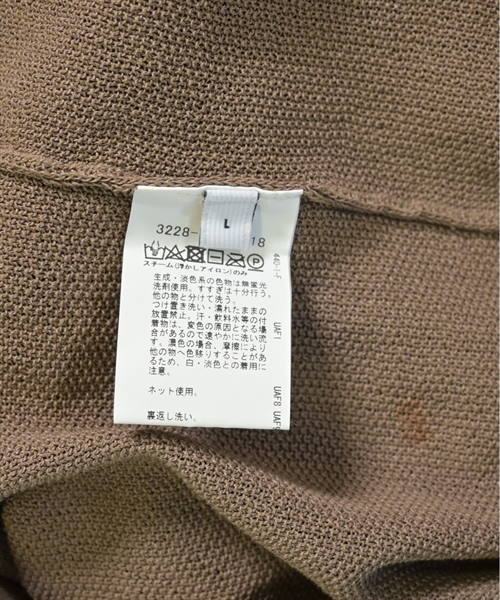 L
3228-
18
スチーム(浮かしアイロン)のみ
生成・淡色系の色物は無蛍光
洗剤使用。すすぎは十分行う。
他の物と分けて洗う。
つけ置き洗い・濡れたままの
放置禁止。汗・飲料水等の付
着物は、変色の原因となる場
合があるので速やかに洗い流
す。濃色の場合、摩擦により
他の物へ色移りすることがあ
るため、白・淡色との着用に
注意。
ネット使用。
裏返し洗い。
440-1-F
UAF1
UAF8 UAF9